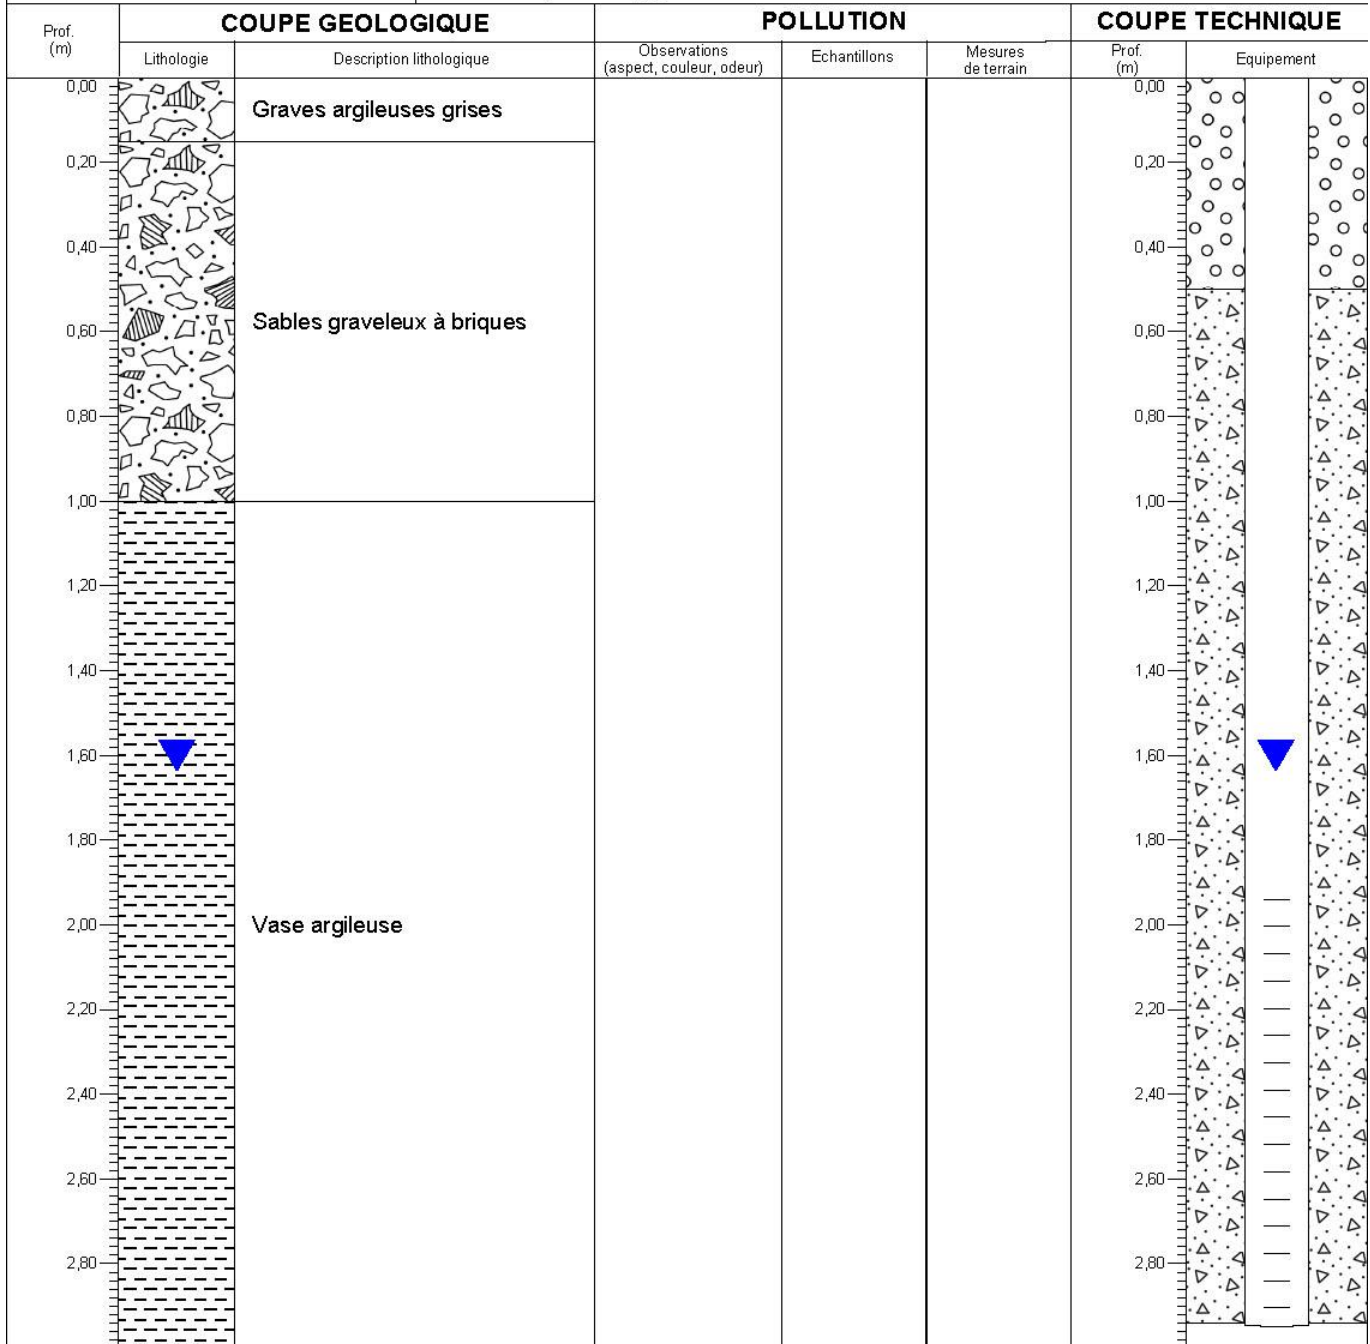 COUPE GEOLOGIQUE
POLLUTION
COUPE TECHNIQUE
Prof.
(m)
Lithologie
Description lithologique
Observations
(aspect, couleur, odeur)
Echantillons
Mesures
de terrain
Prof.
(m)
Equipement
0,00
Graves argileuses grises
0,20
0,40
Sables graveleux à briques
0,60
0,80
1,00
1,20
1,40
1,60
1,80
Vase argileuse
2,00
2,20
2,40
2,60
2,80
0,00
0,20
0,40
0,60
0,80
1,00
1,20
1,40
1,60
1,80
2,00
2,20
2,40
2,60
2,80